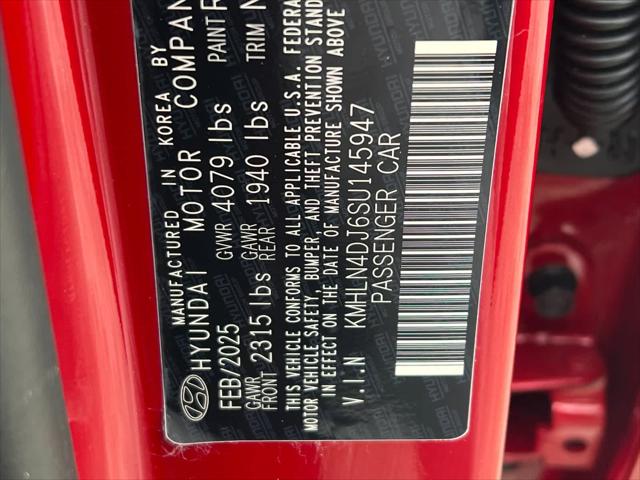 MANUFACTURED IN KOREA BY
HYUNDAI MOTOR COMPANY
FEB/2025 GVWR 4079 lbs PAINT
GAWR FRONT 2315 lbs GAWR REAR 1940 lbs TRIM
THIS VEHICLE CONFORMS TO ALL APPLICABLE U.S.A. FEDERAL
MOTOR VEHICLE SAFETY, BUMPER, AND THEFT PREVENTION
IN EFFECT ON THE DATE OF MANUFACTURE SHOWN ABOVE
V.I.N KMHLN4DJ6SU145947
PASSENGER CAR